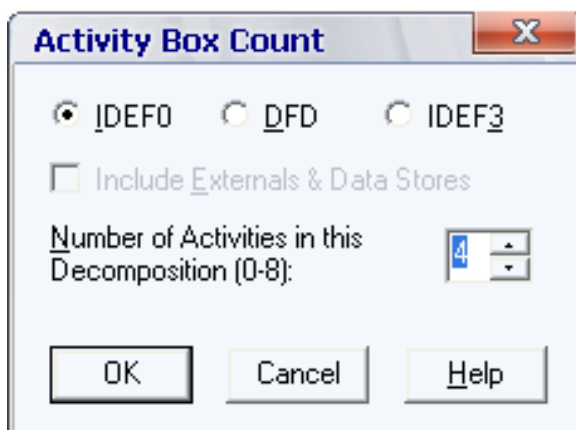 Activity Box Count
IDEF0 DFD IDEF3
Include Externals & Data Stores
Number of Activities in this
Decomposition (0-8):
4
OK Cancel Help